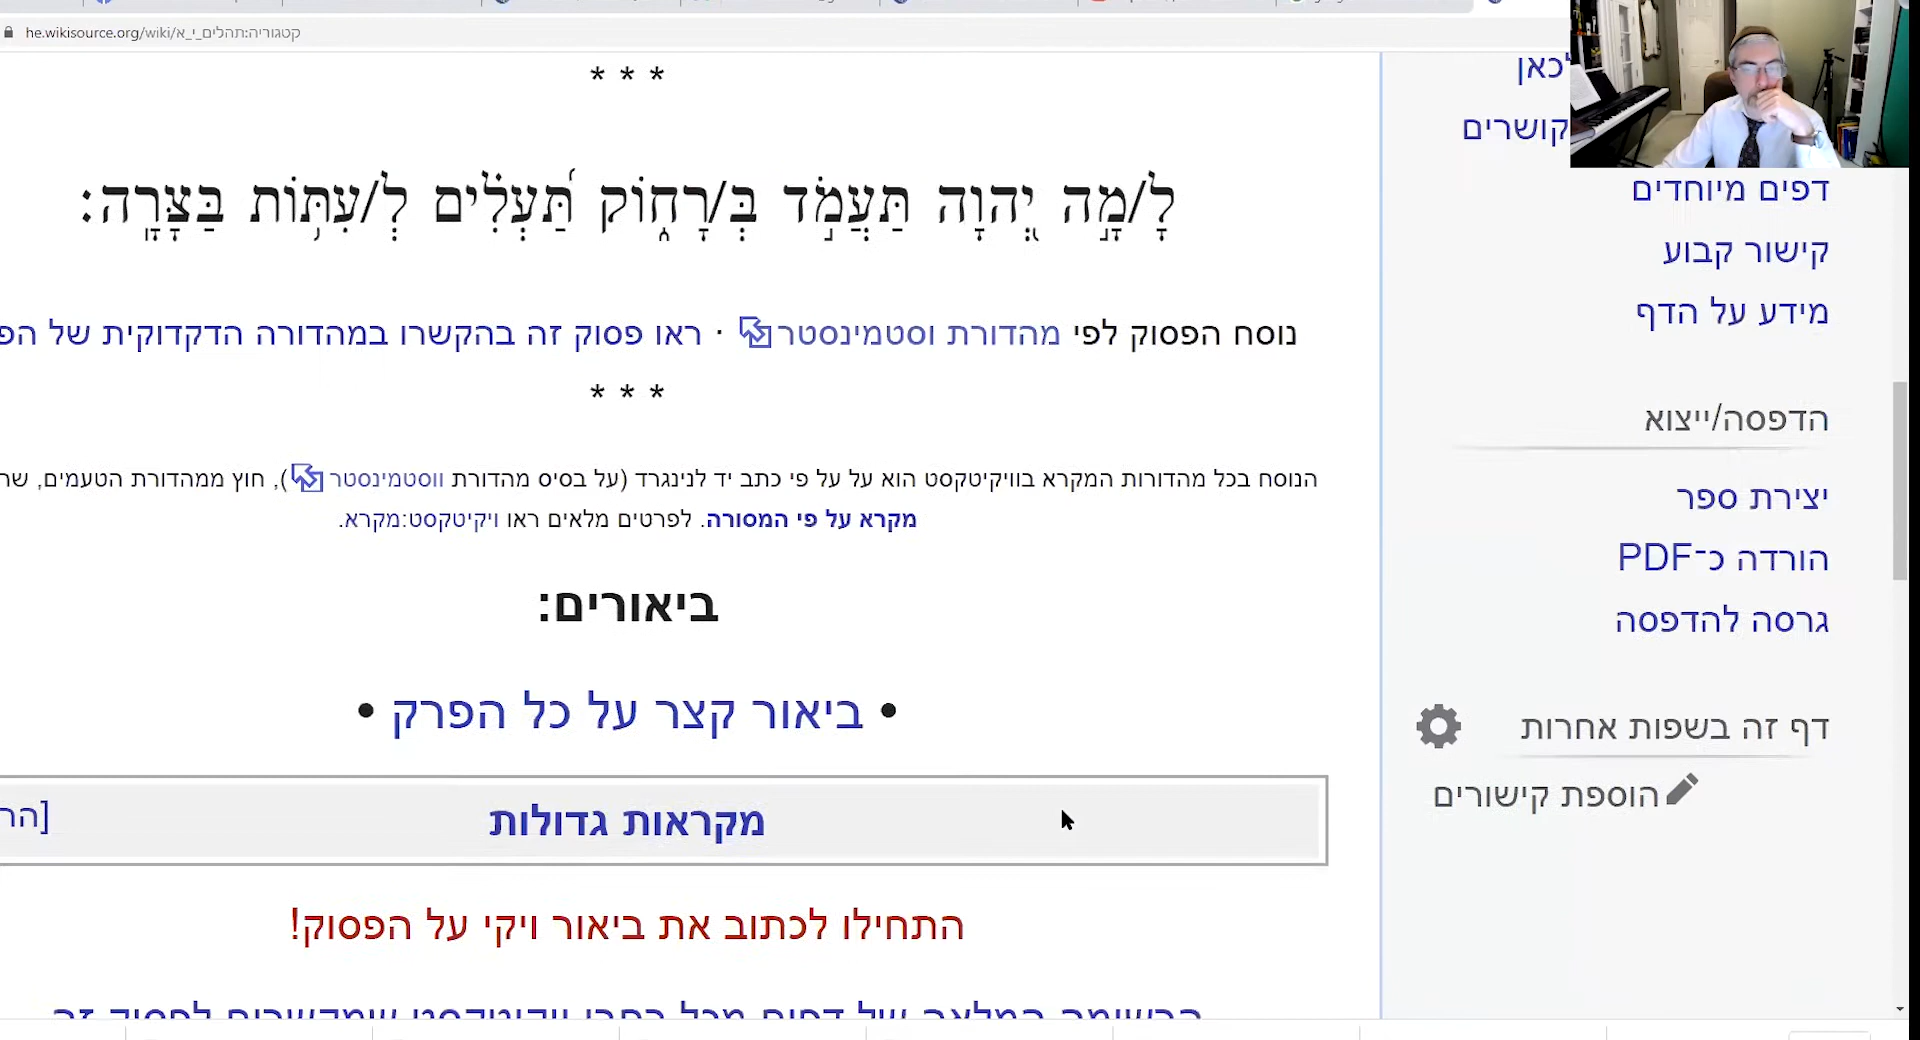 he.wikisource.org/wiki/קטגוריה:תהלים_י_א
* * *
לָ/מָ֣ה יְ֭הוָה תַּעֲמֹ֣ד בְּ/רָח֑וֹק תַּ֝עְלִ֗ים לְ/עִתּ֥וֹת בַּצָּרָֽה׃
נוסח הפסוק לפי מהדורת וסטמינסטר · ראו פסוק זה בהקשרו במהדורה הדקדוקית של
* * *
הנוסח בכל מהדורות המקרא בוויקיטקסט הוא על פי כתב יד לנינגרד (על בסיס מהדורת ווסטמינסטר), חוץ ממהדורת הטעמים,
מקרא על פי המסורה. לפרטים מלאים ראו ויקיטקסט:מקרא.
ביאורים:
• ביאור קצר על כל הפרק •
מקראות גדולות
התחילו לכתוב את ביאור ויקי על הפסוק!
לכאן
קושרים
דפים מיוחדים
קישור קבוע
מידע על הדף
הדפסה/ייצוא
יצירת ספר
הורדה כ־PDF
גרסה להדפסה
דף זה בשפות אחרות
הוספת קישורים